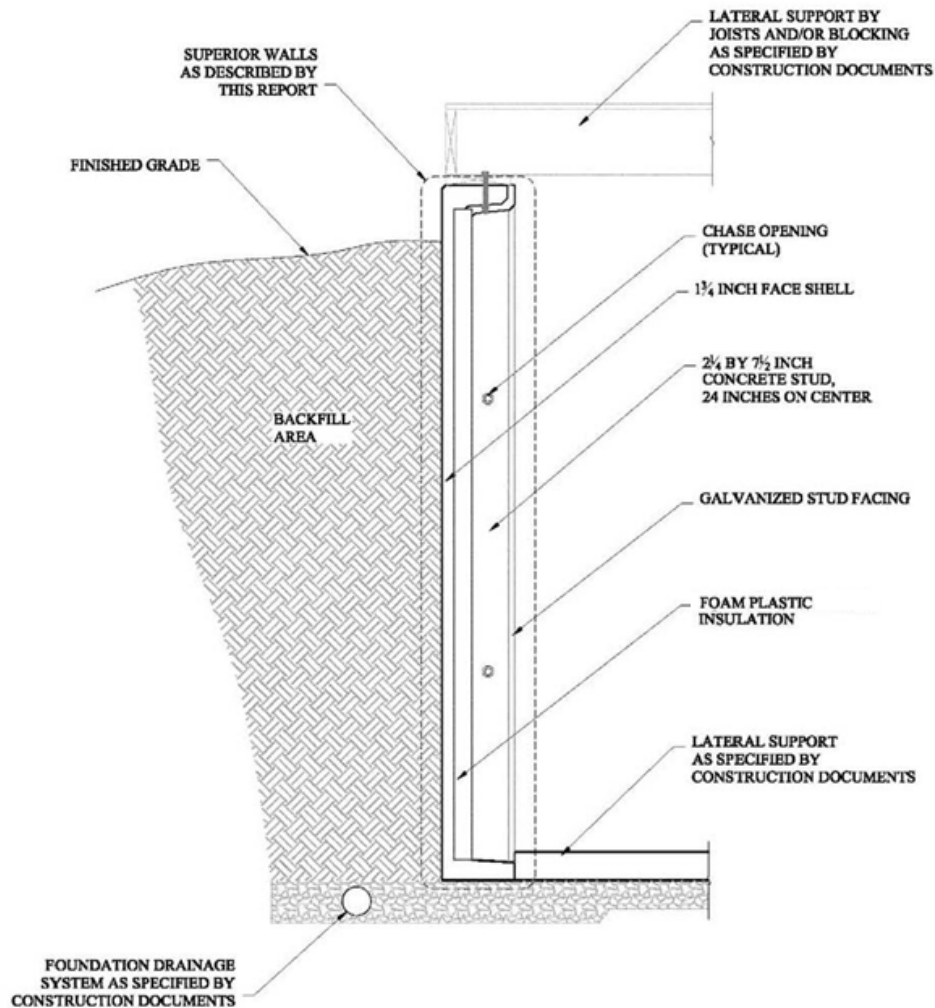 LATERAL SUPPORT BY
JOISTS AND/OR BLOCKING
AS SPECIFIED BY
CONSTRUCTION DOCUMENTS
SUPERIOR WALLS
AS DESCRIBED BY
THIS REPORT
FINISHED GRADE
CHASE OPENING
(TYPICAL)
1¾ INCH FACE SHELL
2¼ BY 7½ INCH
CONCRETE STUD,
24 INCHES ON CENTER
BACKFILL
AREA
GALVANIZED STUD FACING
FOAM PLASTIC
INSULATION
LATERAL SUPPORT
AS SPECIFIED BY
CONSTRUCTION DOCUMENTS
FOUNDATION DRAINAGE
SYSTEM AS SPECIFIED BY
CONSTRUCTION DOCUMENTS